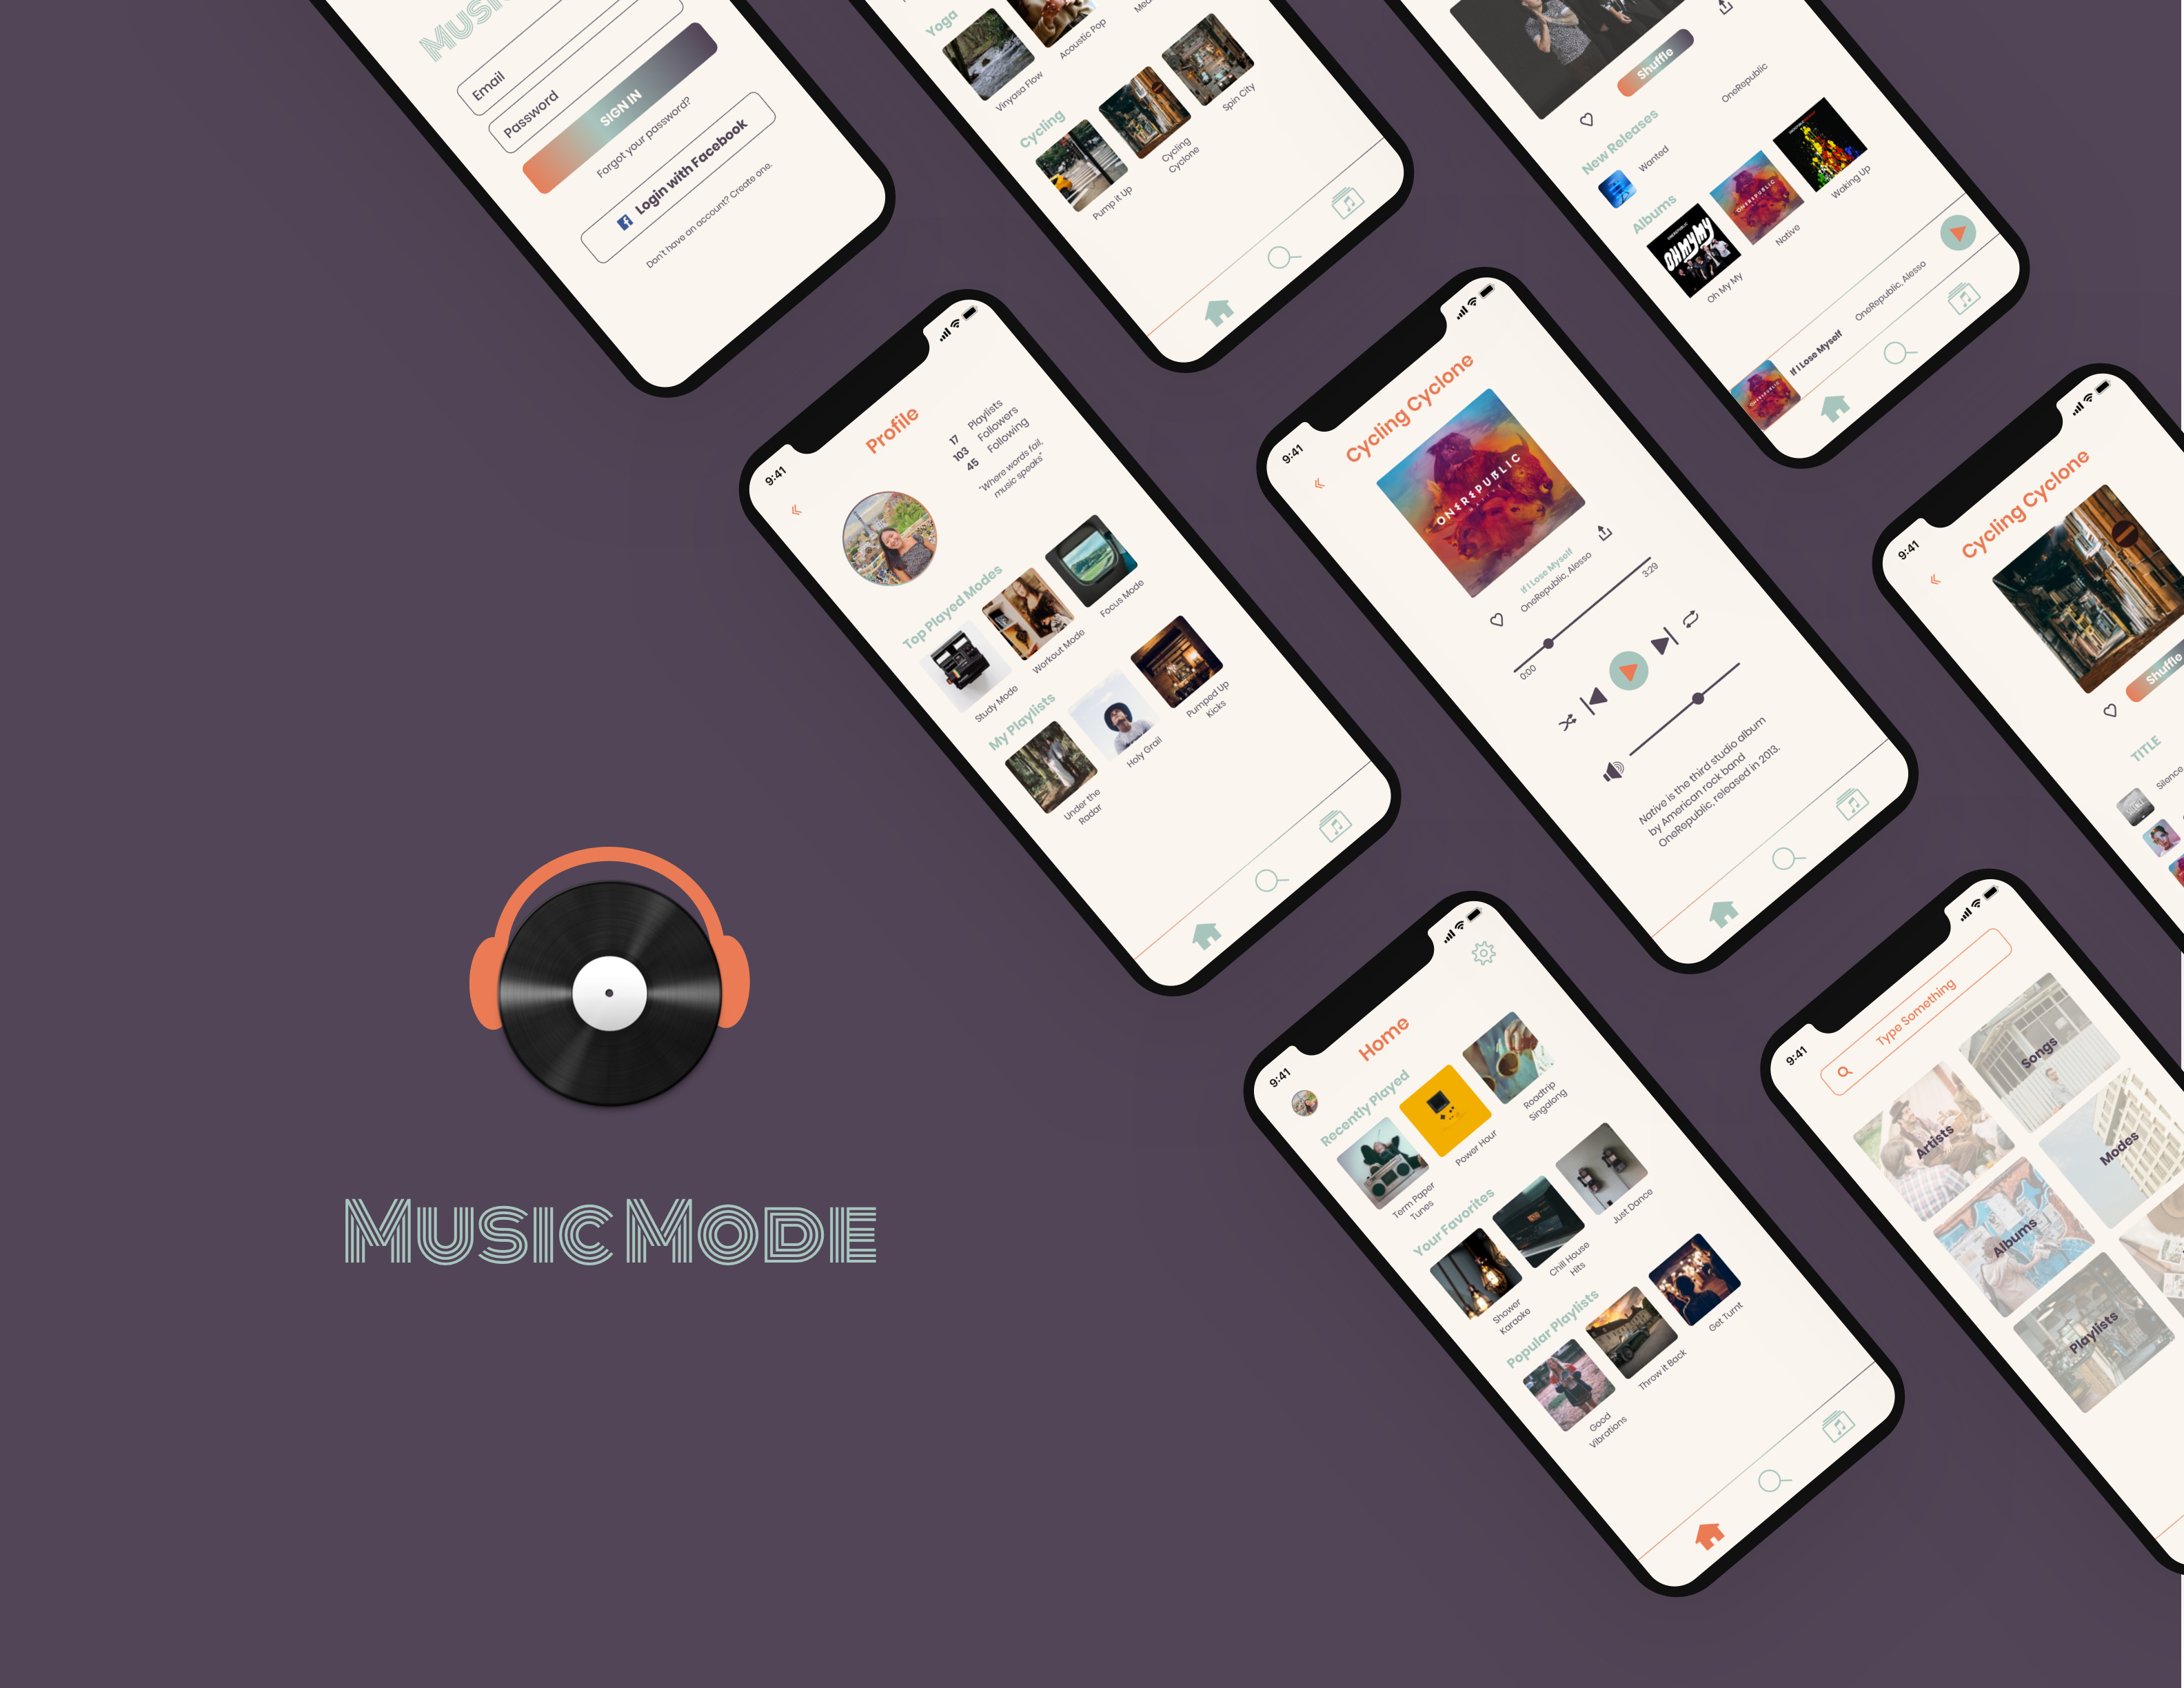 MUSIC MODE
MUSIC
Email
Password
SIGN IN
Forgot your password?
Login with Facebook
Don't have an account? Create one.
Yoga
Vinyasa Flow
Acoustic Pop
Cycling
Pump it Up
Cycling
Cyclone
Spin City
Shuffle
OneRepublic
New Releases
Wanted
Albums
OH MY MY
ONEREPUBLIC
Oh My My
Native
Waking Up
If I Lose Myself
OneRepublic, Alesso
9:41
Profile
17 Playlists
103 Followers
45 Following
"Where words fail,
music speaks"
Top Played Modes
Study Mode
Workout Mode
Focus Mode
My Playlists
Under the
Radar
Holy Grail
Pumped Up
Kicks
9:41
Cycling Cyclone
ONEREPUBLIC
NATIVE
If I Lose Myself
OneRepublic, Alesso
0:00
3:29
Native is the third studio album
by American rock band
OneRepublic, released in 2013.
9:41
Cycling Cyclone
Shuffle
TITLE
Silence
9:41
Home
Recently Played
Term Paper
Tunes
Power Hour
Roadtrip
Singalong
Your Favorites
Shower
Karaoke
Chill House
Hits
Just Dance
Popular Playlists
Good
Vibrations
Throw it Back
Get Turnt
9:41
Type Something
Artists
Songs
Albums
Modes
Playlists